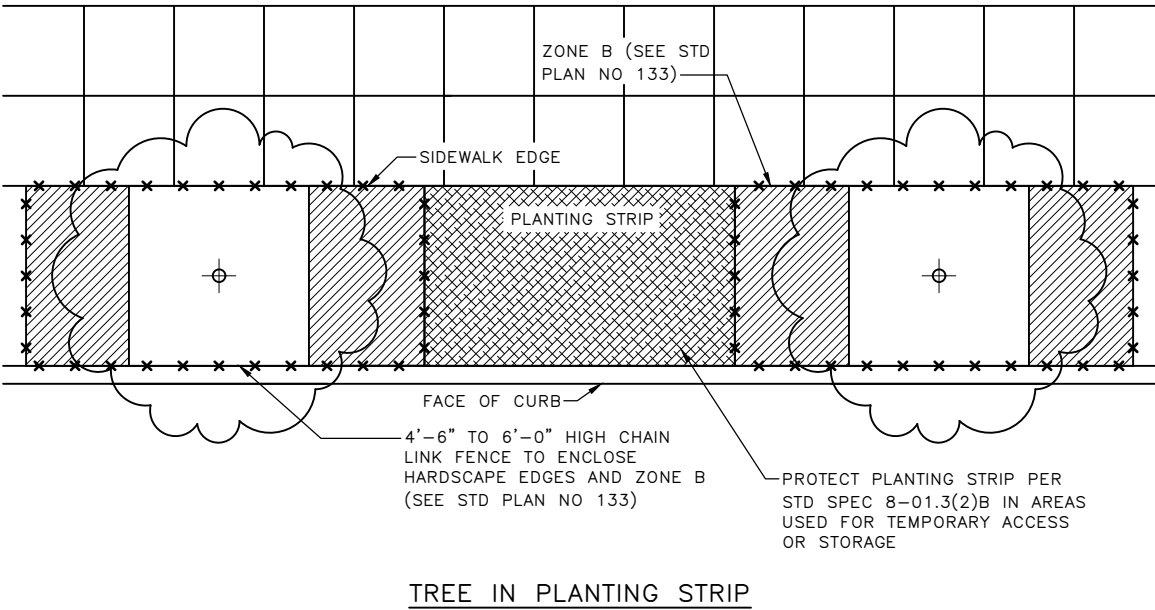 ZONE B (SEE STD
PLAN NO 133)
SIDEWALK EDGE
PLANTING STRIP
FACE OF CURB
4'-6" TO 6'-0" HIGH CHAIN
LINK FENCE TO ENCLOSE
HARDSCAPE EDGES AND ZONE B
(SEE STD PLAN NO 133)
PROTECT PLANTING STRIP PER
STD SPEC 8-01.3(2)B IN AREAS
USED FOR TEMPORARY ACCESS
OR STORAGE
TREE IN PLANTING STRIP